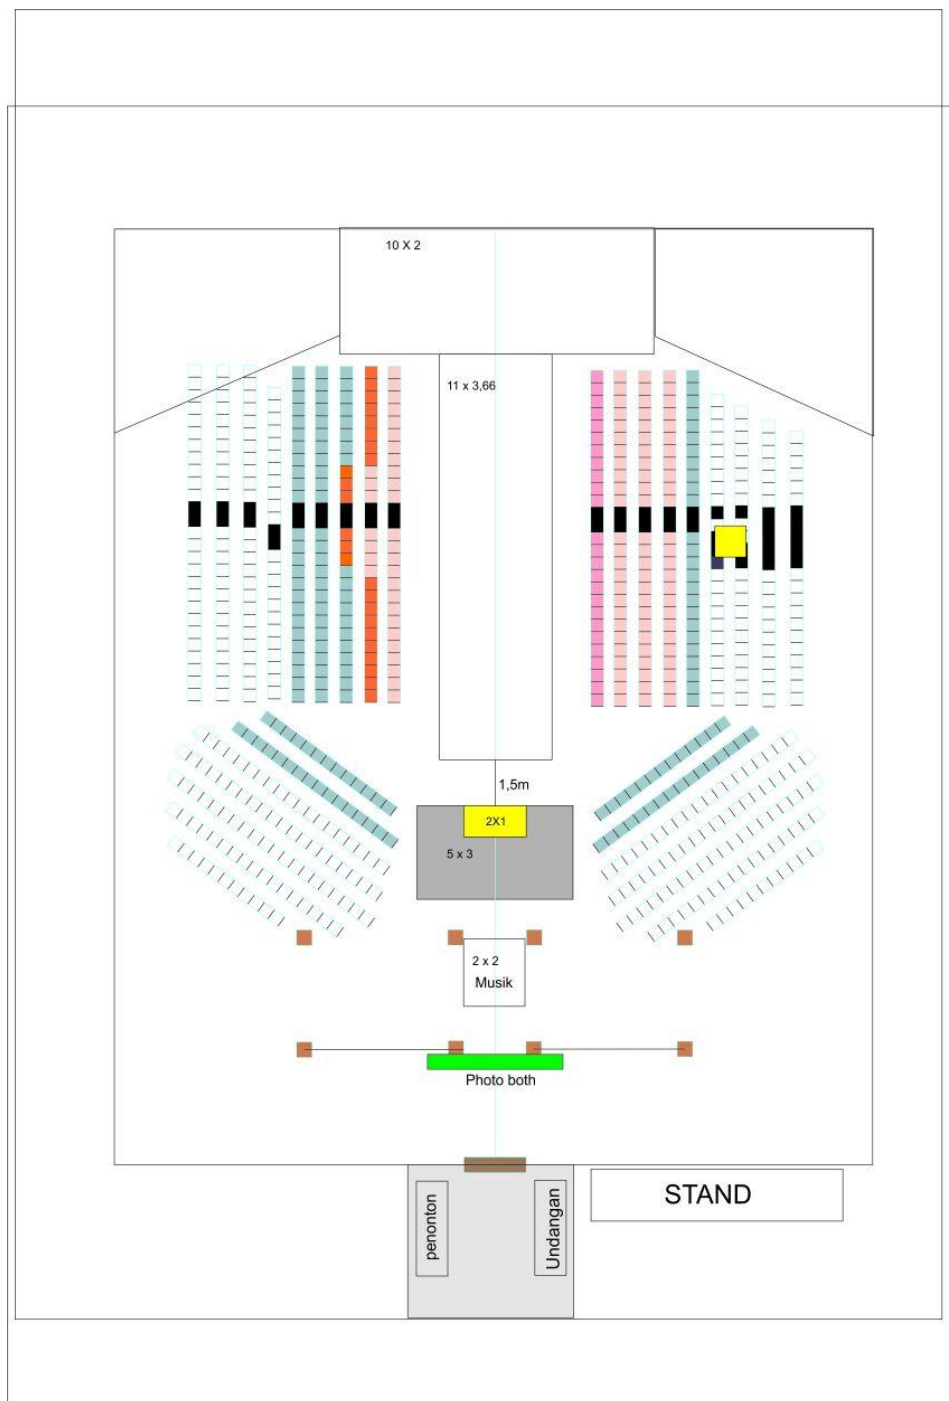 10 X 2
11 x 3,66
1,5m
2X1
5 x 3
2 x 2
Musik
Photo both
penonton
Undangan
STAND